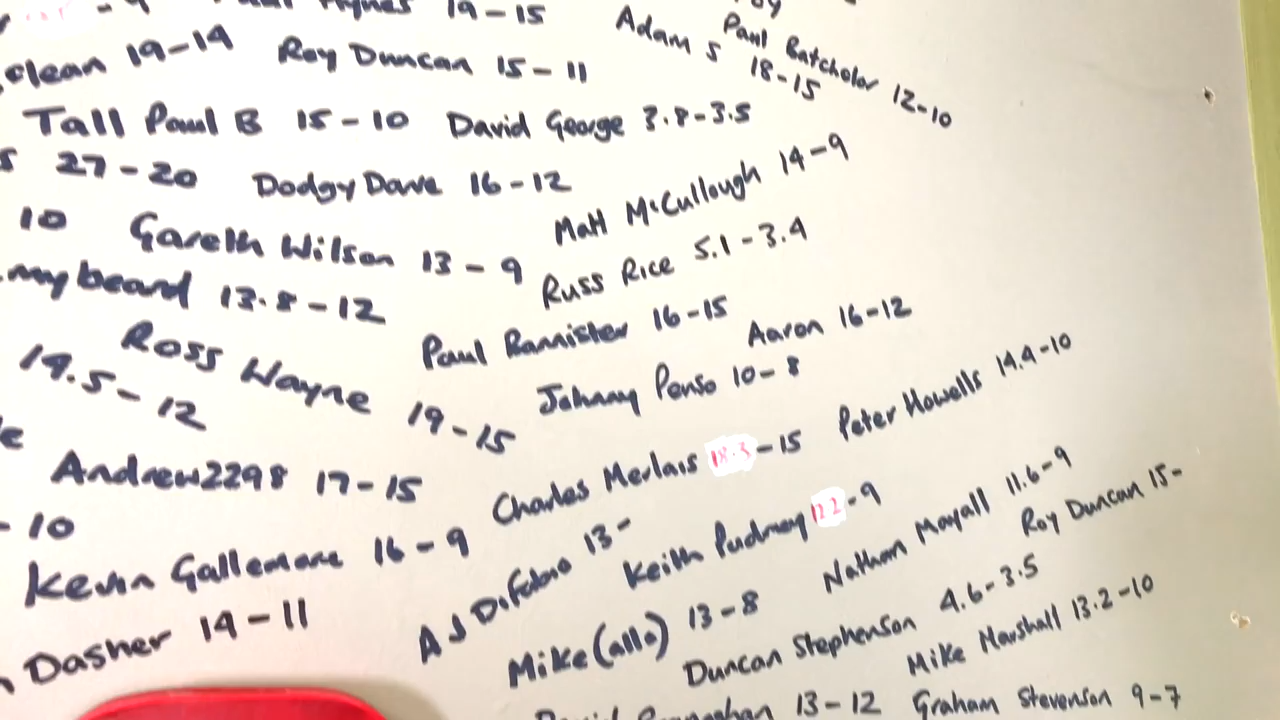 19-15
Adam S 18-15
Paul Batchelor 12-10
clean 19-14
Roy Duncan 15-11
Tall Paul B 15-10
David George 3.8-3.5
27-20
Dodgy Dave 16-12
Matt McCullough 14-9
10
Gareth Wilson 13-9
Russ Rice 5.1-3.4
my beard 13.8-12
Paul Bannister 16-15
Aaron 16-12
Ross Wayne 19-15
Johnny Penso 10-8
14.5-12
Peter Howells 14.4-10
Andrew2298 17-15
Charles Merlais 18.3-15
-10
Keith Pudney 12.2-9
Kevin Gallemore 16-9
A J DiFabio 13-
Nathan Mayall 11.6-9
Roy Duncan 15-
Dasher 14-11
Mike (allo) 13-8
Duncan Stephenson 4.6-3.5
Mike Marshall 13.2-10
13-12
Graham Stevenson 9-7